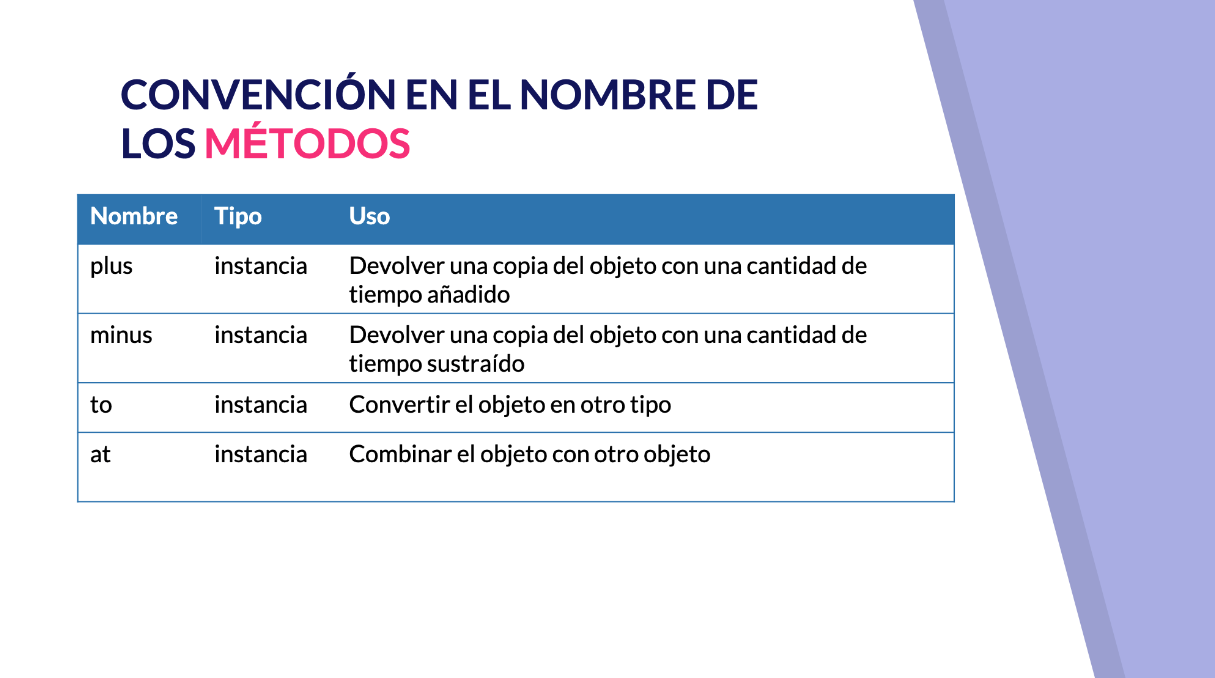 CONVENCIÓN EN EL NOMBRE DE
LOS MÉTODOS
Nombre Tipo Uso
plus instancia Devolver una copia del objeto con una cantidad de
tiempo añadido
minus instancia Devolver una copia del objeto con una cantidad de
tiempo sustraído
to instancia Convertir el objeto en otro tipo
at instancia Combinar el objeto con otro objeto